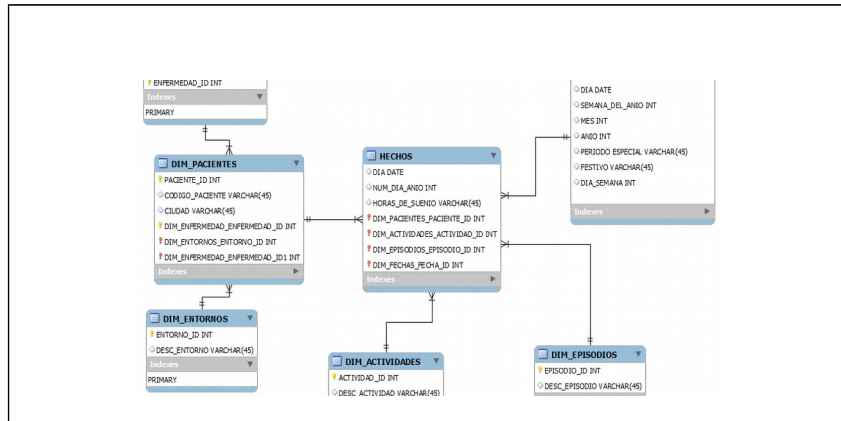 ENFERMEDAD_ID INT
Indexes
PRIMARY
DIM_PACIENTES
PACIENTE_ID INT
CODIGO_PACIENTE VARCHAR(45)
CIUDAD VARCHAR(45)
DIM_ENFERMEDAD_ENFERMEDAD_ID INT
DIM_ENTORNOS_ENTORNO_ID INT
DIM_ENFERMEDAD_ENFERMEDAD_ID1 INT
Indexes
DIM_ENTORNOS
ENTORNO_ID INT
DESC_ENTORNO VARCHAR(45)
Indexes
PRIMARY
HECHOS
DIA DATE
NUM_DIA_ANIO INT
HORAS_DE_SUENIO VARCHAR(45)
DIM_PACIENTES_PACIENTE_ID INT
DIM_ACTIVIDADES_ACTIVIDAD_ID INT
DIM_EPISODIOS_EPISODIO_ID INT
DIM_FECHAS_FECHA_ID INT
Indexes
DIM_ACTIVIDADES
ACTIVIDAD_ID INT
DESC_ACTIVIDAD VARCHAR(45)
DIA DATE
SEMANA_DEL_ANIO INT
MES INT
ANIO INT
PERIODO ESPECIAL VARCHAR(45)
FESTIVO VARCHAR(45)
DIA_SEMANA INT
Indexes
DIM_EPISODIOS
EPISODIO_ID INT
DESC_EPISODIO VARCHAR(45)